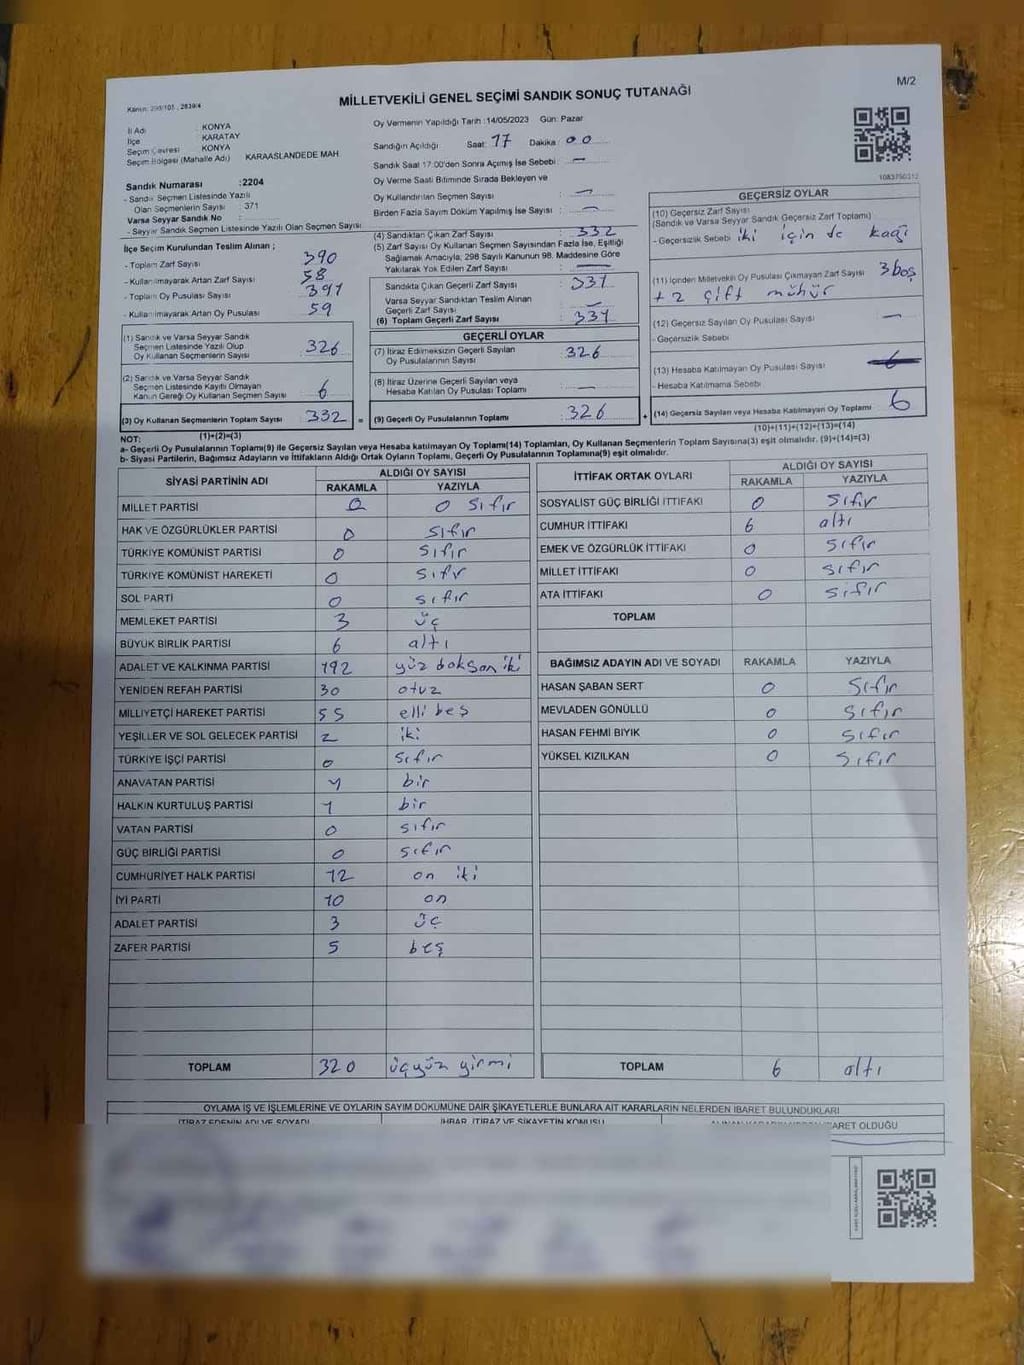 M/2
Kanun: 298/105 , 2839/4
MİLLETVEKİLİ GENEL SEÇİMİ SANDIK SONUÇ TUTANAĞI
İl Adı : KONYA
İlçe KARATAY
Seçim Çevresi KONYA
Seçim Bölgesi (Mahalle Adı) KARAASLANDEDE MAH.
Sandık Numarası :2204
- Sandık Seçmen Listesinde Yazılı
Olan Seçmenlerin Sayısı : 371
Varsa Seyyar Sandık No :
- Seyyar Sandık Seçmen Listesinde Yazılı Olan Seçmen Sayısı
İlçe Seçim Kurulundan Teslim Alınan ;
- Toplam Zarf Sayısı 390
- Kullanılmayarak Artan Zarf Sayısı 58
- Toplam Oy Pusulası Sayısı 391
- Kullanılmayarak Artan Oy Pusulası 59
(1) Sandık ve Varsa Seyyar Sandık
Seçmen Listesinde Yazılı Olup
Oy Kullanan Seçmenlerin Sayısı 326
(2) Sandık ve Varsa Seyyar Sandık
Seçmen Listesinde Kayıtlı Olmayan
Kanun Gereği Oy Kullanan Seçmen Sayısı 6
(3) Oy Kullanan Seçmenlerin Toplam Sayısı 332
(1)+(2)=(3)
Oy Vermenin Yapıldığı Tarih :14/05/2023 Gün: Pazar
Sandığın Açıldığı Saat: 17 Dakika 00
Sandık Saat 17:00'den Sonra Açılmış İse Sebebi : —
Oy Verme Saati Bitiminde Sırada Bekleyen ve
Oy Kullandırılan Seçmen Sayısı : —
Birden Fazla Sayım Döküm Yapılmış İse Sayısı : —
(4) Sandıktan Çıkan Zarf Sayısı : 332
(5) Zarf Sayısı Oy Kullanan Seçmen Sayısından Fazla İse, Eşitliği
Sağlamak Amacıyla, 298 Sayılı Kanunun 98. Maddesine Göre
Yakılarak Yok Edilen Zarf Sayısı : —
Sandıkta Çıkan Geçerli Zarf Sayısı : 331
Varsa Seyyar Sandıktan Teslim Alınan
Geçerli Zarf Sayısı : —
(6) Toplam Geçerli Zarf Sayısı : 331
GEÇERLİ OYLAR
(7) İtiraz Edilmeksizin Geçerli Sayılan
Oy Pusulalarının Sayısı : 326
(8) İtiraz Üzerine Geçerli Sayılan veya
Hesaba Katılan Oy Pusulası Toplamı : —
= (9) Geçerli Oy Pusulalarının Toplamı : 326
1083750312
GEÇERSİZ OYLAR
(10) Geçersiz Zarf Sayısı
(Sandık ve Varsa Seyyar Sandık Geçersiz Zarf Toplamı)
- Geçersizlik Sebebi iki için de kağı
(11) İçinden Milletvekili Oy Pusulası Çıkmayan Zarf Sayısı 3 boş
+ 2 çift mühür
(12) Geçersiz Sayılan Oy Pusulası Sayısı : —
- Geçersizlik Sebebi
(13) Hesaba Katılmayan Oy Pusulası Sayısı 6
- Hesaba Katılmama Sebebi
+ (14) Geçersiz Sayılan veya Hesaba Katılmayan Oy Toplamı 6
(10)+(11)+(12)+(13)=(14)
NOT:
a- Geçerli Oy Pusulalarının Toplamı(9) ile Geçersiz Sayılan veya Hesaba katılmayan Oy Toplamı(14) Toplamları, Oy Kullanan Seçmenlerin Toplam Sayısına(3) eşit olmalıdır. (9)+(14)=(3)
b- Siyasi Partilerin, Bağımsız Adayların ve İttifakların Aldığı Ortak Oyların Toplamı, Geçerli Oy Pusulalarının Toplamına(9) eşit olmalıdır.
SİYASİ PARTİNİN ADI ALDIĞI OY SAYISI
RAKAMLA YAZIYLA
MİLLET PARTİSİ 0 0 sıfır
HAK VE ÖZGÜRLÜKLER PARTİSİ 0 sıfır
TÜRKİYE KOMÜNİST PARTİSİ 0 sıfır
TÜRKİYE KOMÜNİST HAREKETİ 0 sıfır
SOL PARTİ 0 sıfır
MEMLEKET PARTİSİ 3 üç
BÜYÜK BİRLİK PARTİSİ 6 altı
ADALET VE KALKINMA PARTİSİ 192 yüz doksan iki
YENİDEN REFAH PARTİSİ 30 otuz
MİLLİYETÇİ HAREKET PARTİSİ 55 elli beş
YEŞİLLER VE SOL GELECEK PARTİSİ 2 iki
TÜRKİYE İŞÇİ PARTİSİ 0 sıfır
ANAVATAN PARTİSİ 1 bir
HALKIN KURTULUŞ PARTİSİ 1 bir
VATAN PARTİSİ 0 sıfır
GÜÇ BİRLİĞİ PARTİSİ 0 sıfır
CUMHURİYET HALK PARTİSİ 12 on iki
İYİ PARTİ 10 on
ADALET PARTİSİ 3 üç
ZAFER PARTİSİ 5 beş
TOPLAM 320 üçyüz yirmi
İTTİFAK ORTAK OYLARI ALDIĞI OY SAYISI
RAKAMLA YAZIYLA
SOSYALİST GÜÇ BİRLİĞİ İTTİFAKI 0 sıfır
CUMHUR İTTİFAKI 6 altı
EMEK VE ÖZGÜRLÜK İTTİFAKI 0 sıfır
MİLLET İTTİFAKI 0 sıfır
ATA İTTİFAKI 0 sıfır
TOPLAM
BAĞIMSIZ ADAYIN ADI VE SOYADI RAKAMLA YAZIYLA
HASAN ŞABAN SERT 0 sıfır
MEVLADEN GÖNÜLLÜ 0 sıfır
HASAN FEHMİ BIYIK 0 sıfır
YÜKSEL KIZILKAN 0 sıfır
TOPLAM 6 altı
OYLAMA İŞ VE İŞLEMLERİNE VE OYLARIN SAYIM DÖKÜMÜNE DAİR ŞİKAYETLERLE BUNLARA AİT KARARLARIN NELERDEN İBARET BULUNDUKLARI
İTİRAZ EDENİN ADI VE SOYADI İHBAR, İTİRAZ VE ŞİKAYETİN KONUSU İBARET OLDUĞU